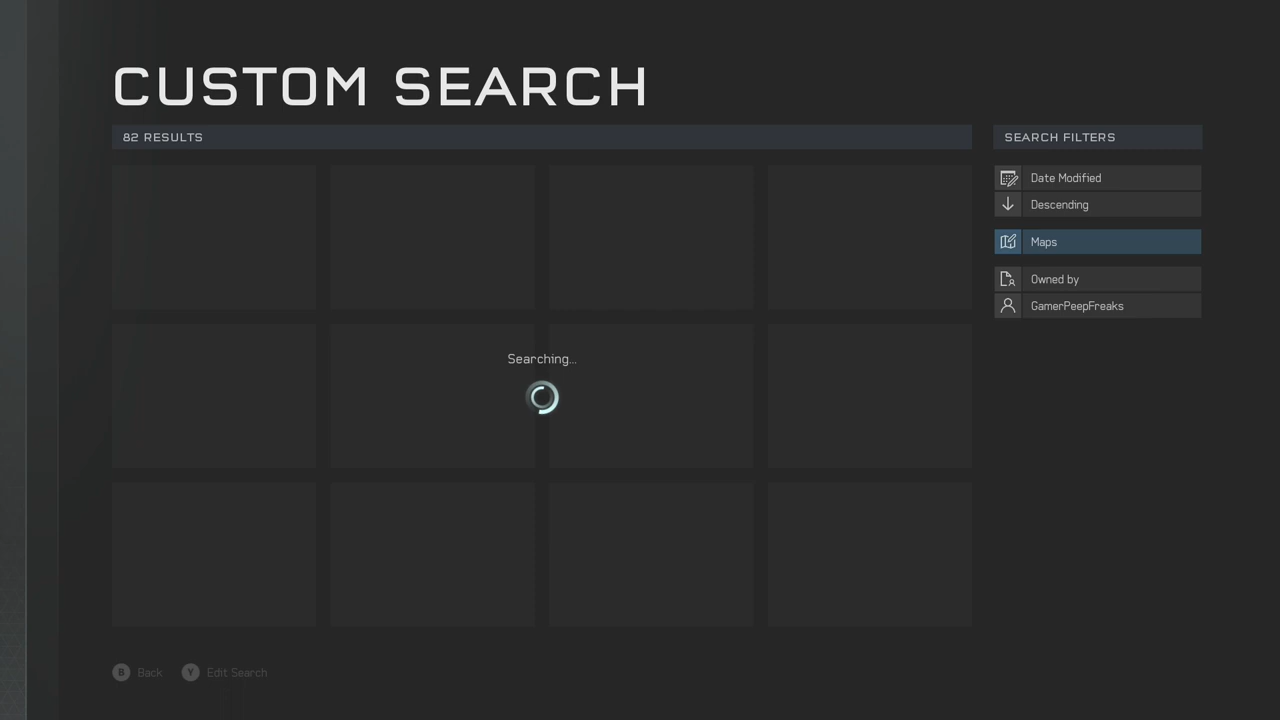 CUSTOM SEARCH
82 RESULTS
SEARCH FILTERS
Date Modified
Descending
Maps
Owned by
GamerPeepFreaks
Searching...
B Back Y Edit Search